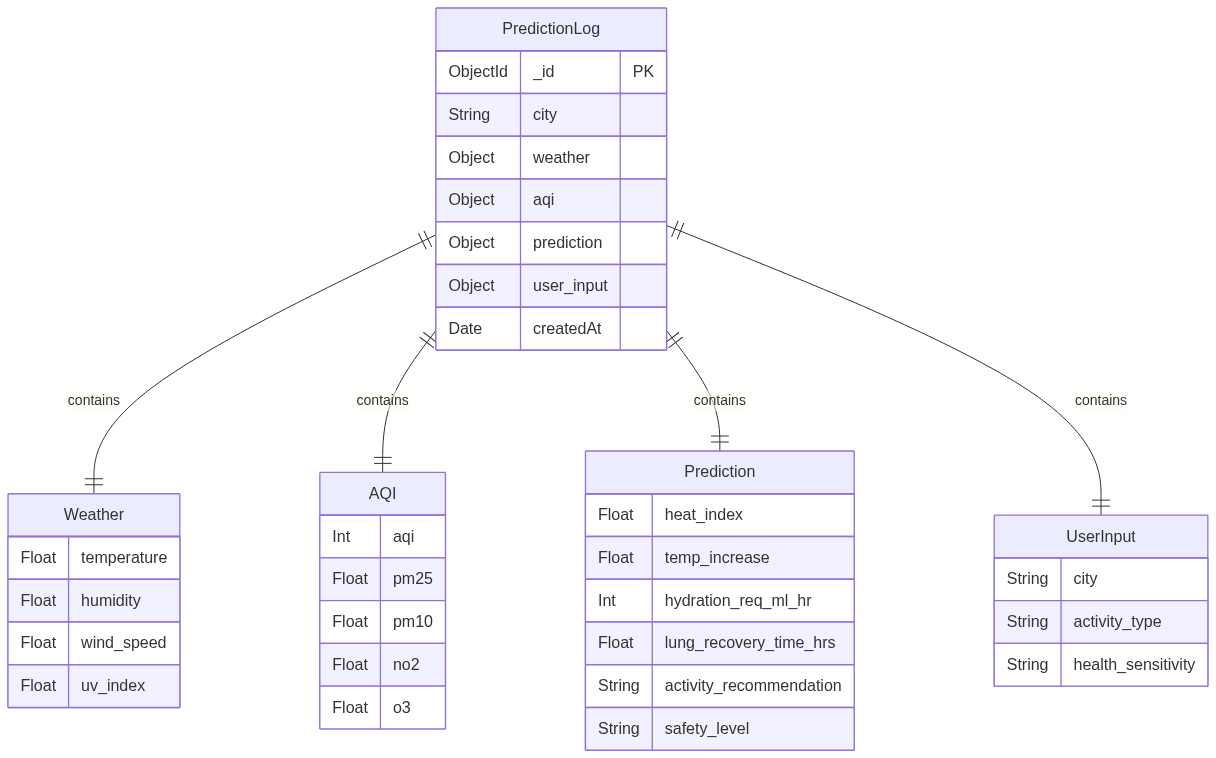 PredictionLog
ObjectId _id PK
String city
Object weather
Object aqi
Object prediction
Object user_input
Date createdAt
contains
contains
contains
contains
Weather
Float temperature
Float humidity
Float wind_speed
Float uv_index
AQI
Int aqi
Float pm25
Float pm10
Float no2
Float o3
Prediction
Float heat_index
Float temp_increase
Int hydration_req_ml_hr
Float lung_recovery_time_hrs
String activity_recommendation
String safety_level
UserInput
String city
String activity_type
String health_sensitivity